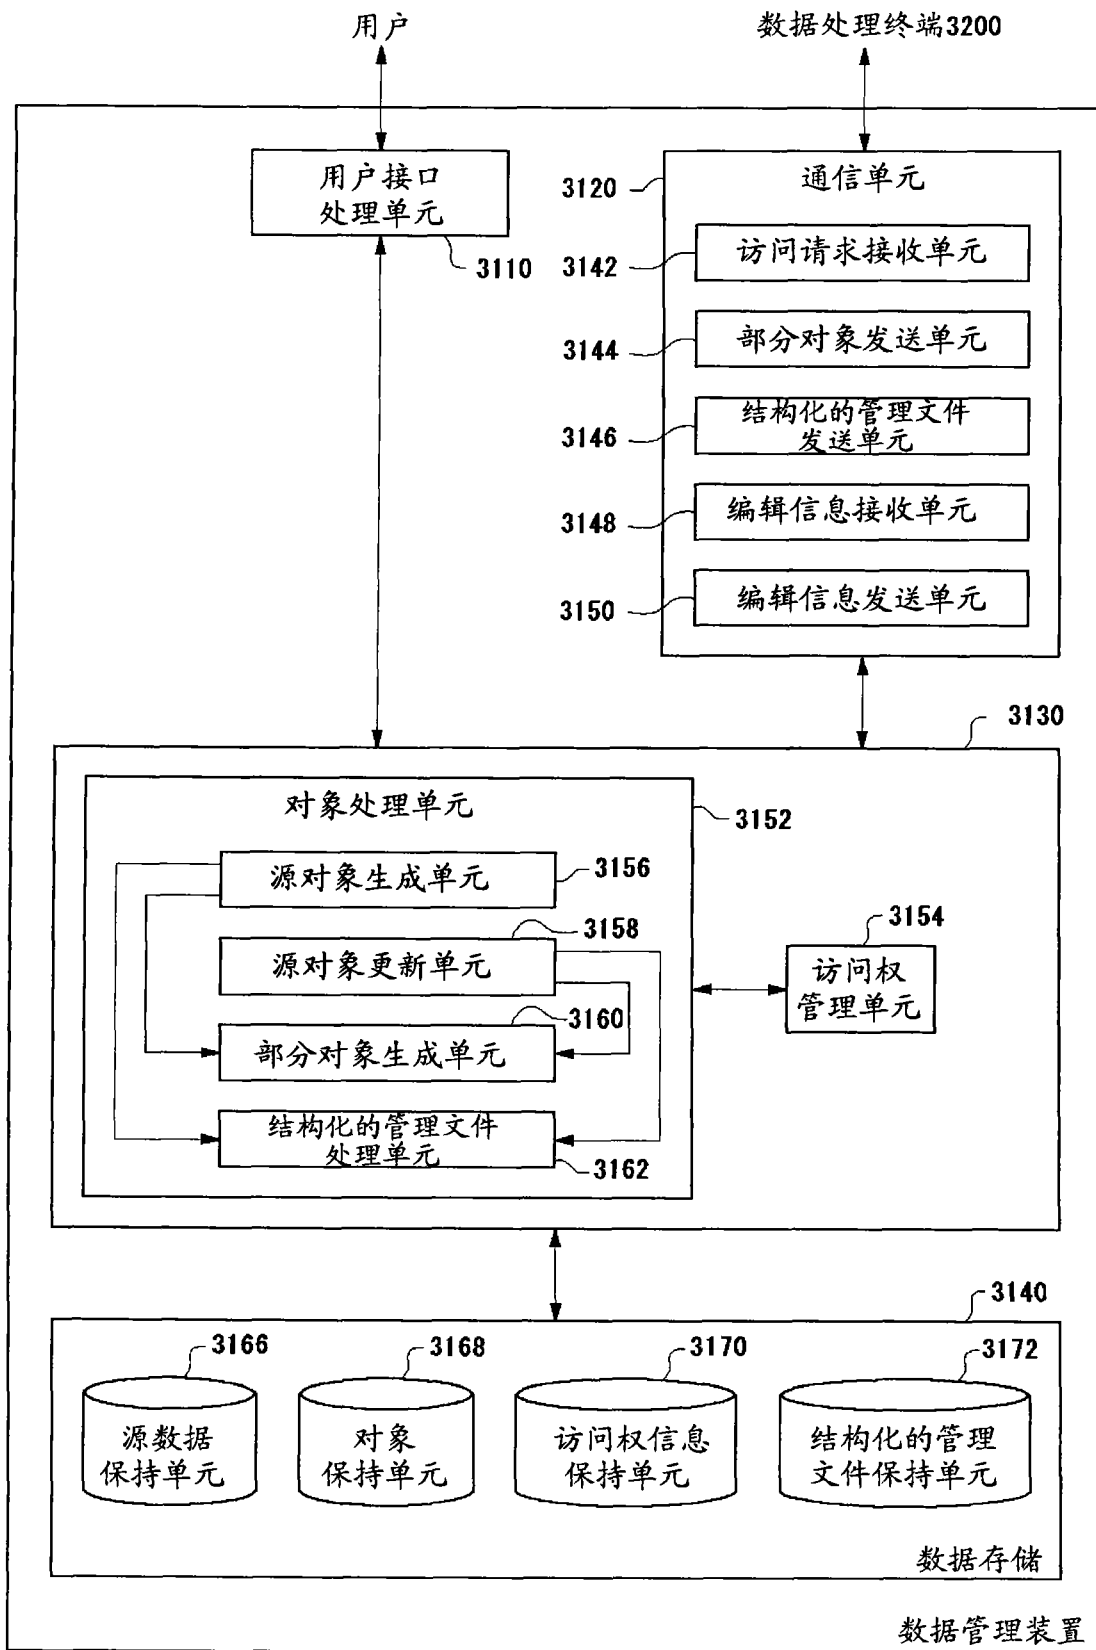 用户
数据处理终端3200
用户接口
处理单元
3110
3120
通信单元
3142
访问请求接收单元
3144
部分对象发送单元
3146
结构化的管理文件
发送单元
3148
编辑信息接收单元
3150
编辑信息发送单元
3130
对象处理单元
3152
源对象生成单元
3156
3158
源对象更新单元
3160
部分对象生成单元
结构化的管理文件
处理单元
3162
3154
访问权
管理单元
3140
3166
源数据
保持单元
3168
对象
保持单元
3170
访问权信息
保持单元
3172
结构化的管理
文件保持单元
数据存储
数据管理装置